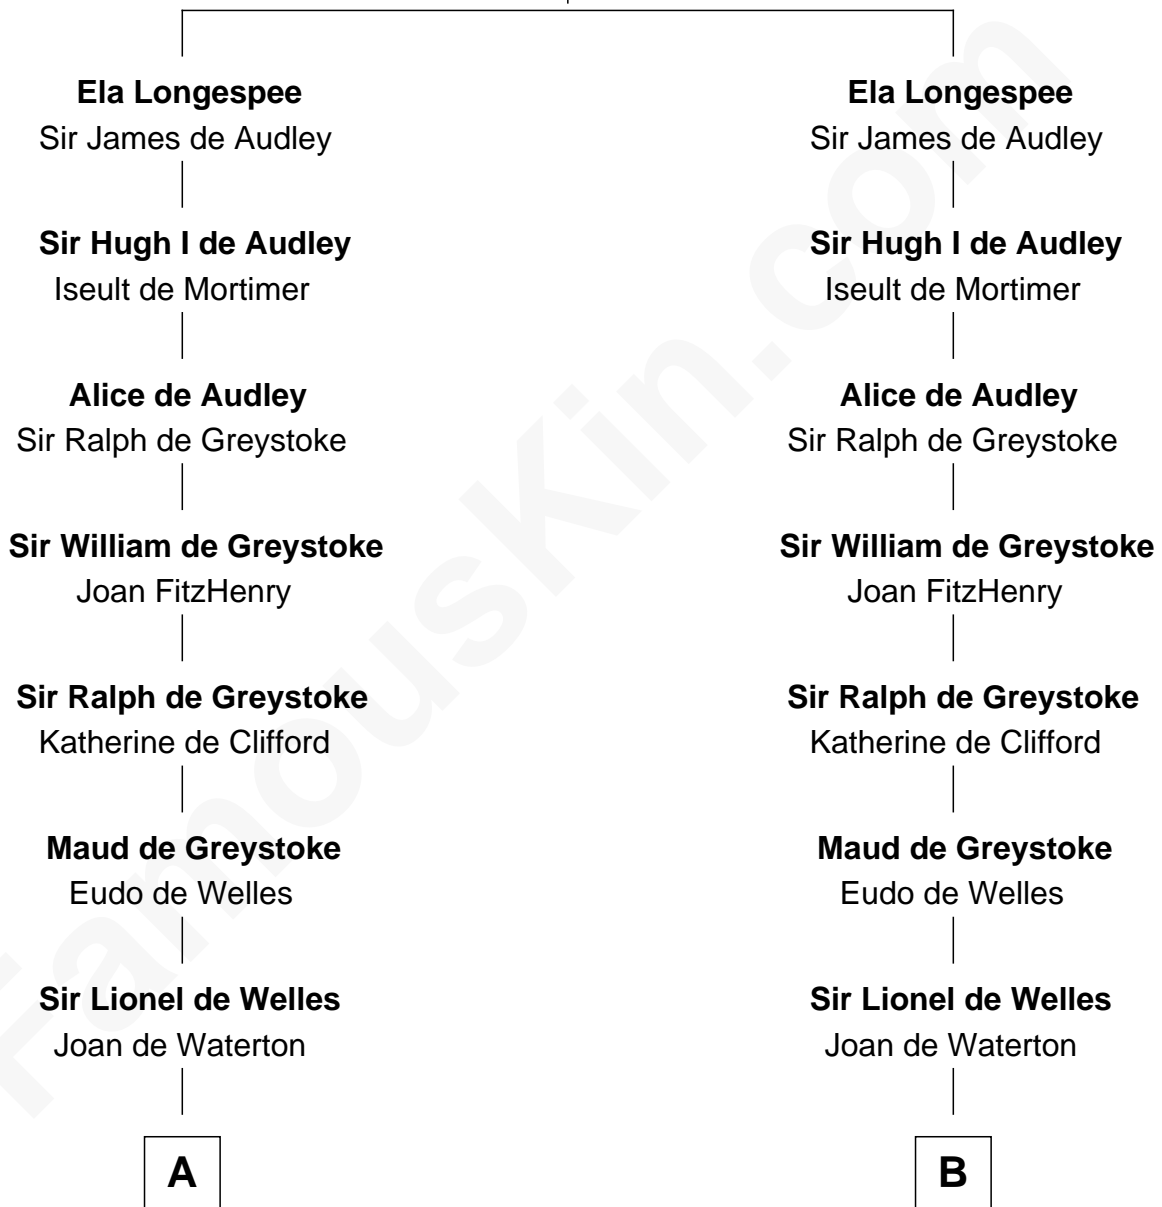 Ela Longespee
Sir James de Audley
Sir Hugh I de Audley
Iseult de Mortimer
Alice de Audley
Sir Ralph de Greystoke
Sir William de Greystoke
Joan FitzHenry
Sir Ralph de Greystoke
Katherine de Clifford
Maud de Greystoke
Eudo de Welles
Sir Lionel de Welles
Joan de Waterton
A
Ela Longespee
Sir James de Audley
Sir Hugh I de Audley
Iseult de Mortimer
Alice de Audley
Sir Ralph de Greystoke
Sir William de Greystoke
Joan FitzHenry
Sir Ralph de Greystoke
Katherine de Clifford
Maud de Greystoke
Eudo de Welles
Sir Lionel de Welles
Joan de Waterton
B
FamousKin.com